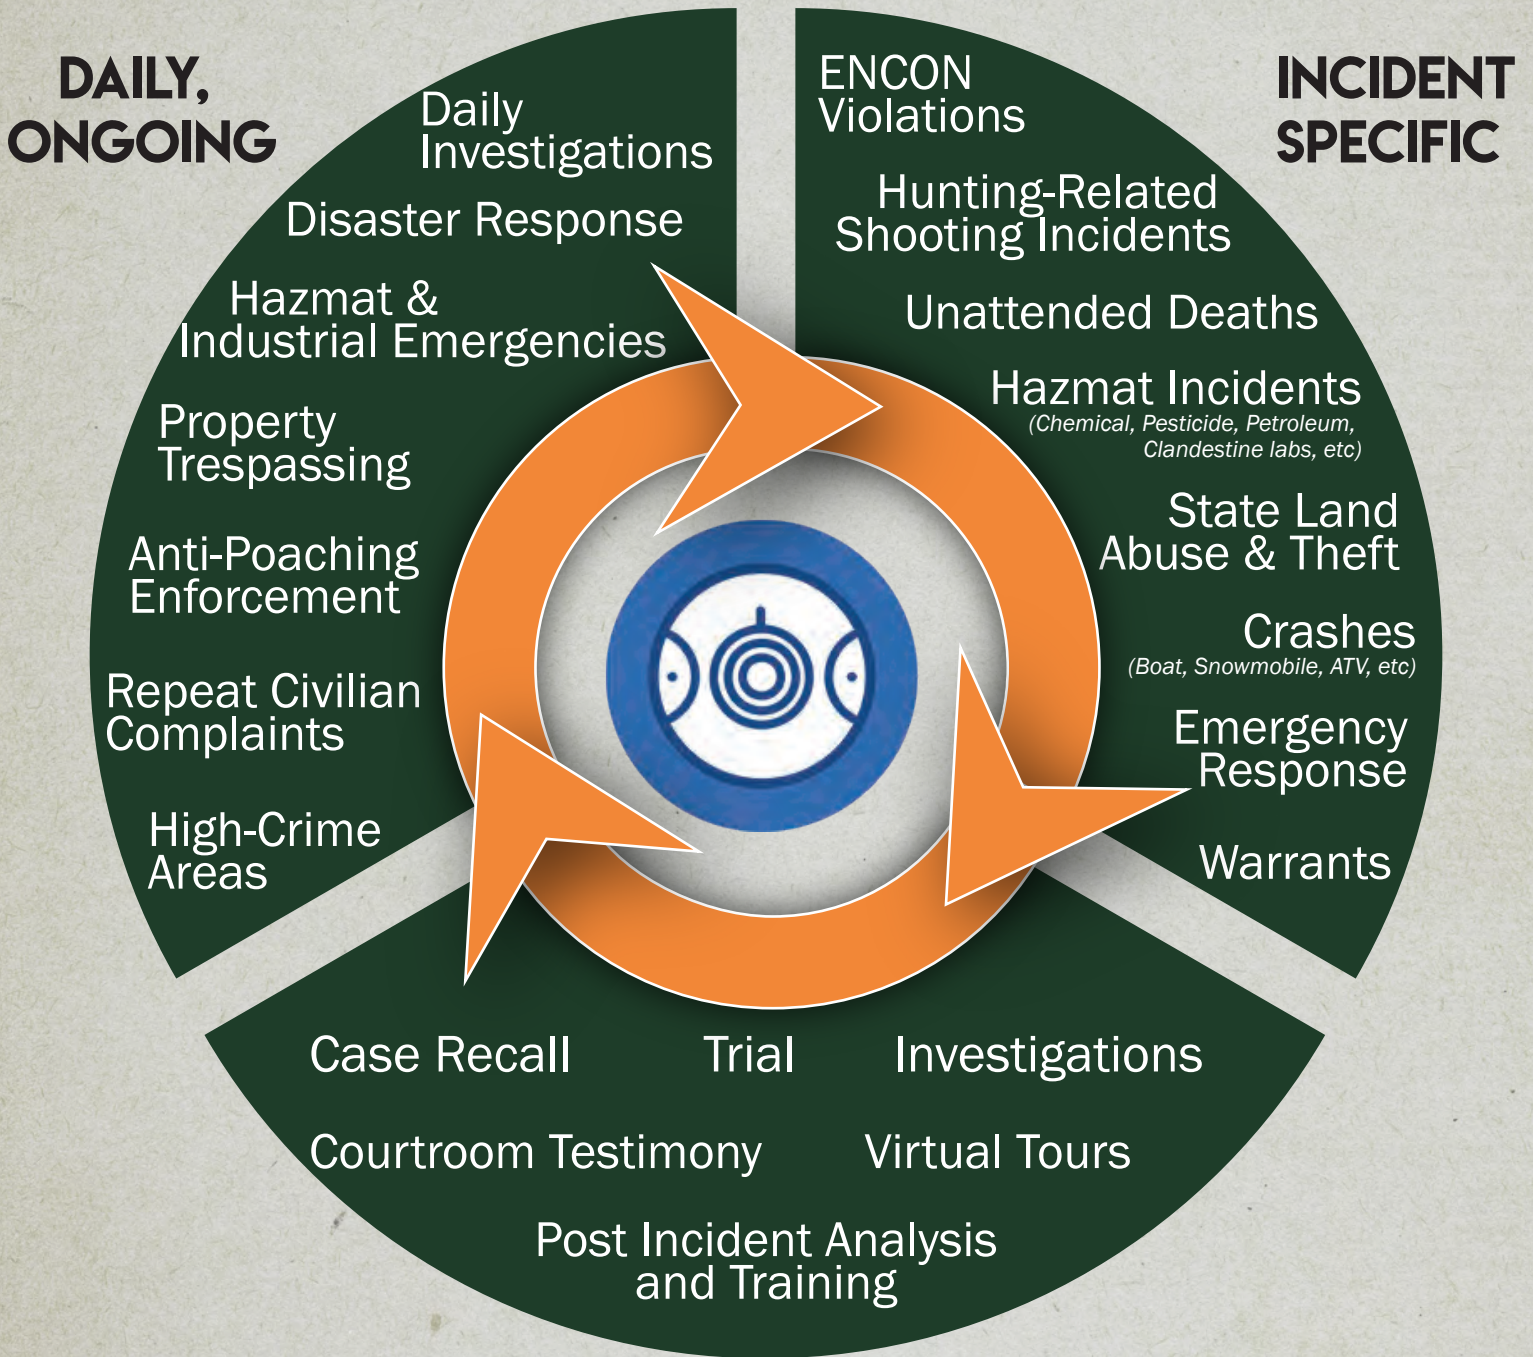 DAILY,
ONGOING
Daily
Investigations
Disaster Response
Hazmat &
Industrial Emergencies
Property
Trespassing
Anti-Poaching
Enforcement
Repeat Civilian
Complaints
High-Crime
Areas
INCIDENT
SPECIFIC
ENCON
Violations
Hunting-Related
Shooting Incidents
Unattended Deaths
Hazmat Incidents
(Chemical, Pesticide, Petroleum,
Clandestine labs, etc)
State Land
Abuse & Theft
Crashes
(Boat, Snowmobile, ATV, etc)
Emergency
Response
Warrants
Case Recall Trial Investigations
Courtroom Testimony Virtual Tours
Post Incident Analysis
and Training